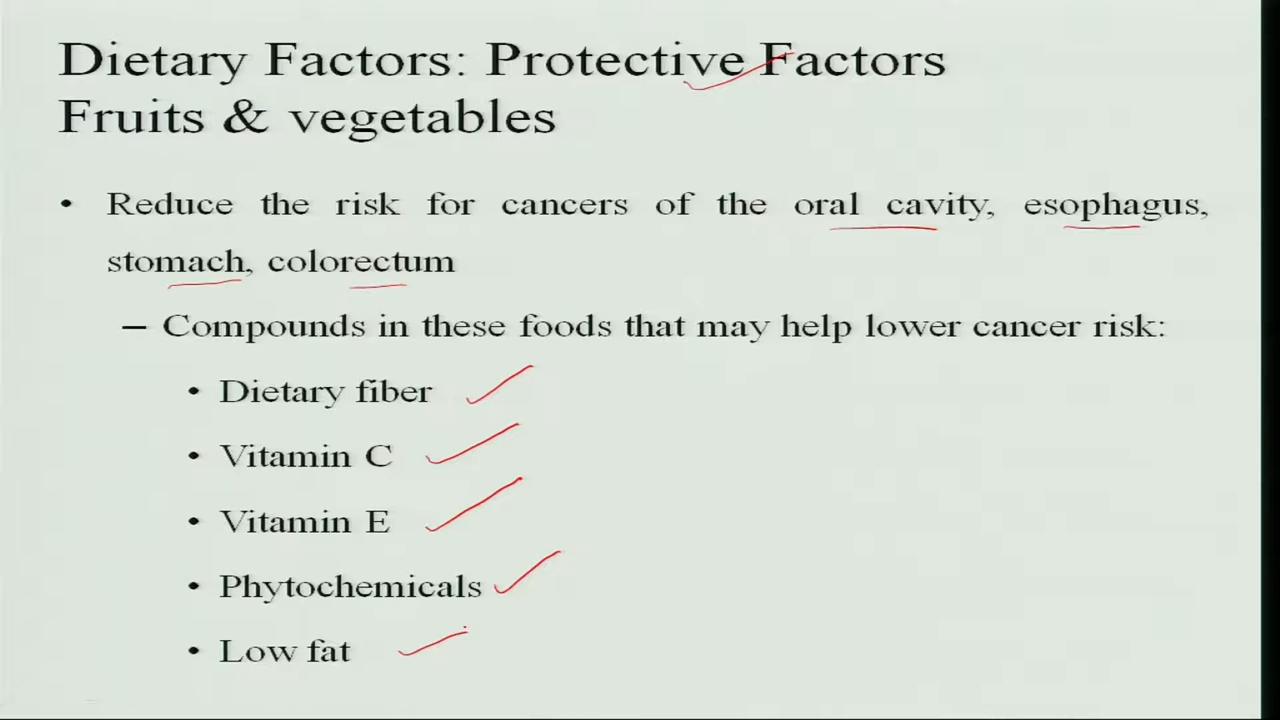 Dietary Factors: Protective Factors
Fruits & vegetables
• Reduce the risk for cancers of the oral cavity, esophagus,
stomach, colorectum
– Compounds in these foods that may help lower cancer risk:
• Dietary fiber
• Vitamin C
• Vitamin E
• Phytochemicals
• Low fat